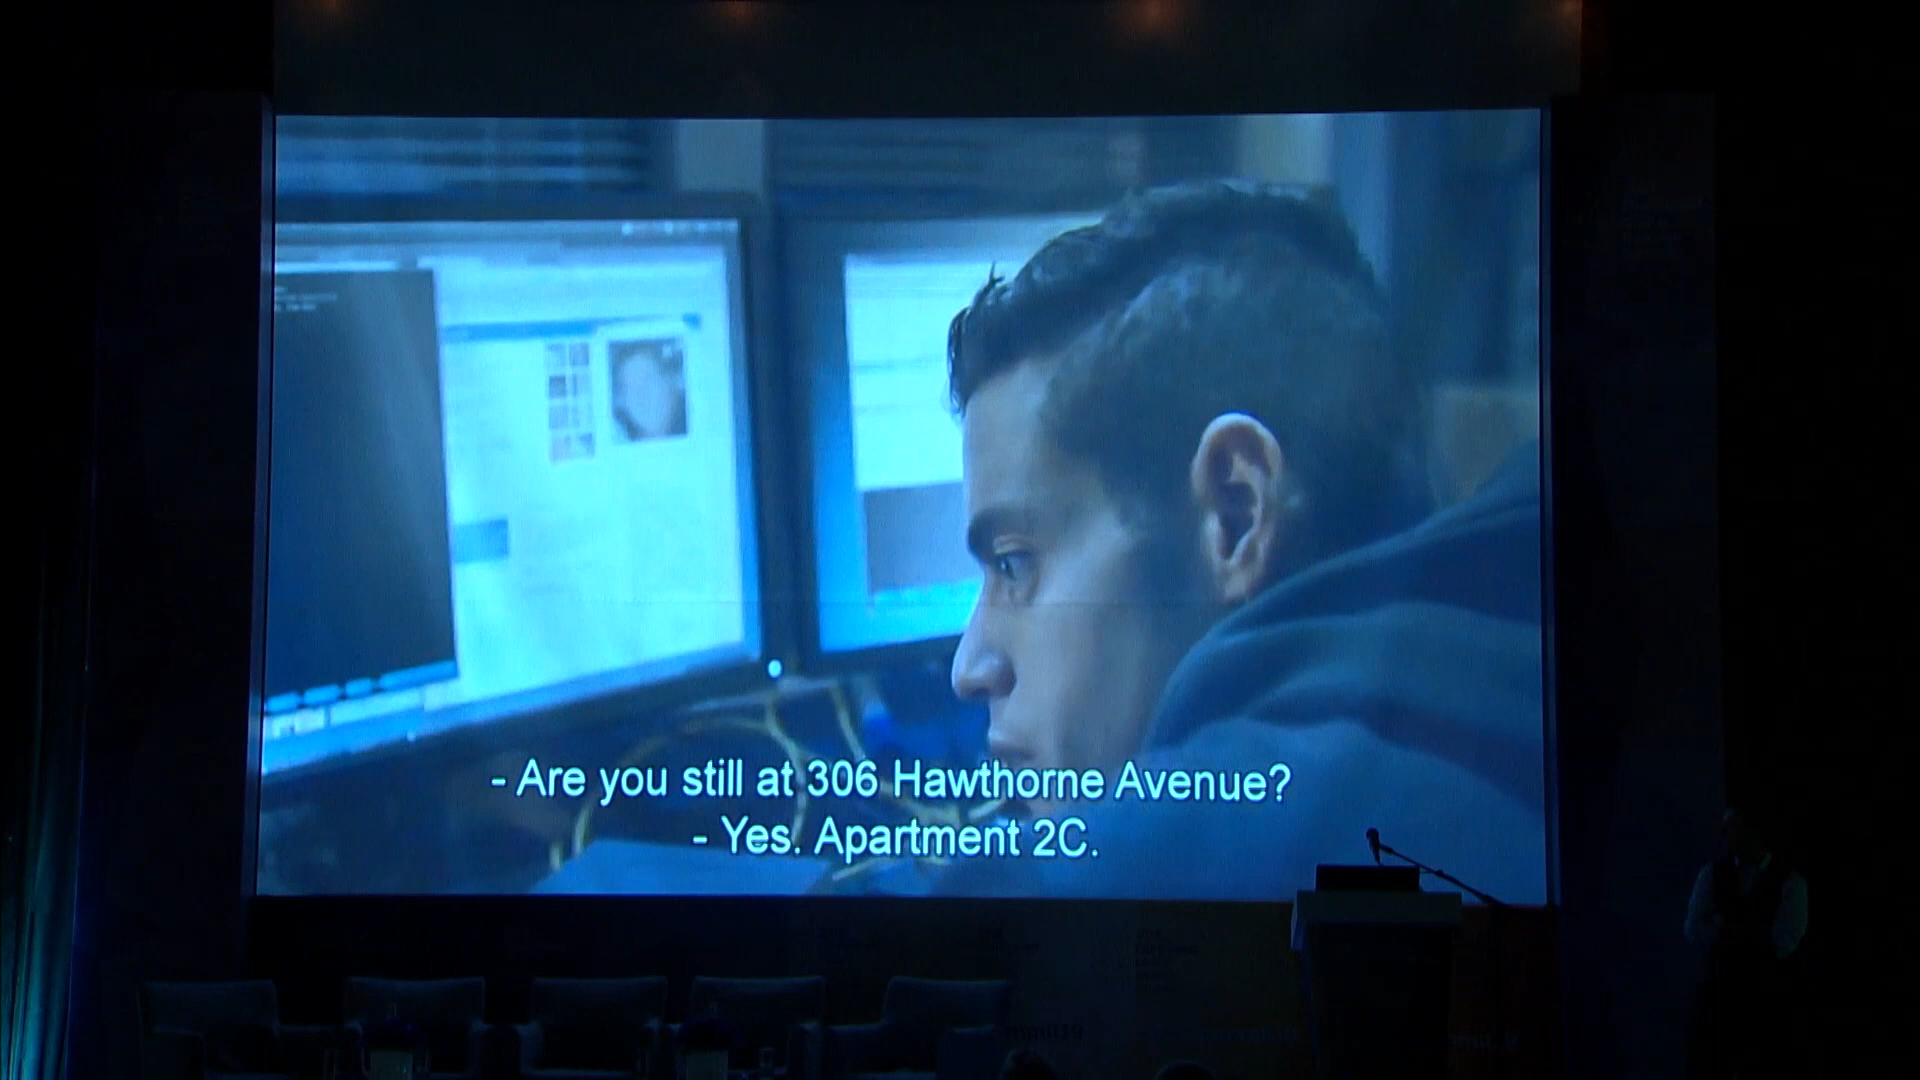 - Are you still at 306 Hawthorne Avenue?
- Yes. Apartment 2C.